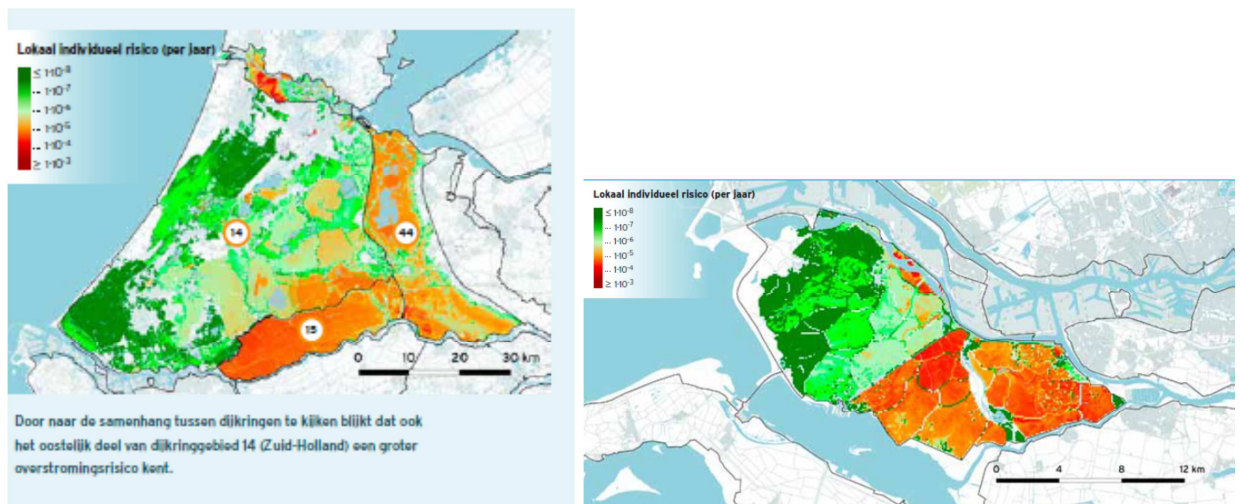 Lokaal individueel risico (per jaar)
≤ 1·10⁻⁸
... 1·10⁻⁷
... 1·10⁻⁶
... 1·10⁻⁵
... 1·10⁻⁴
≥ 1·10⁻³
14
44
15
0 10 20 30 km
Door naar de samenhang tussen dijkringen te kijken blijkt dat ook
het oostelijk deel van dijkringgebied 14 (Zuid-Holland) een groter
overstromingsrisico kent.
Lokaal individueel risico (per jaar)
≤ 1·10⁻⁸
... 1·10⁻⁷
... 1·10⁻⁶
... 1·10⁻⁵
... 1·10⁻⁴
≥ 1·10⁻³
0 4 8 12 km